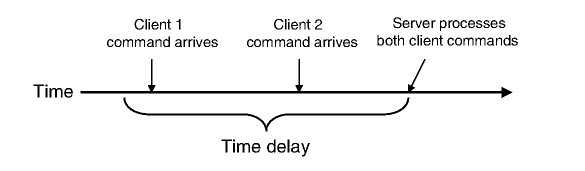 Client 1
command arrives
Client 2
command arrives
Server processes
both client commands
Time
Time delay